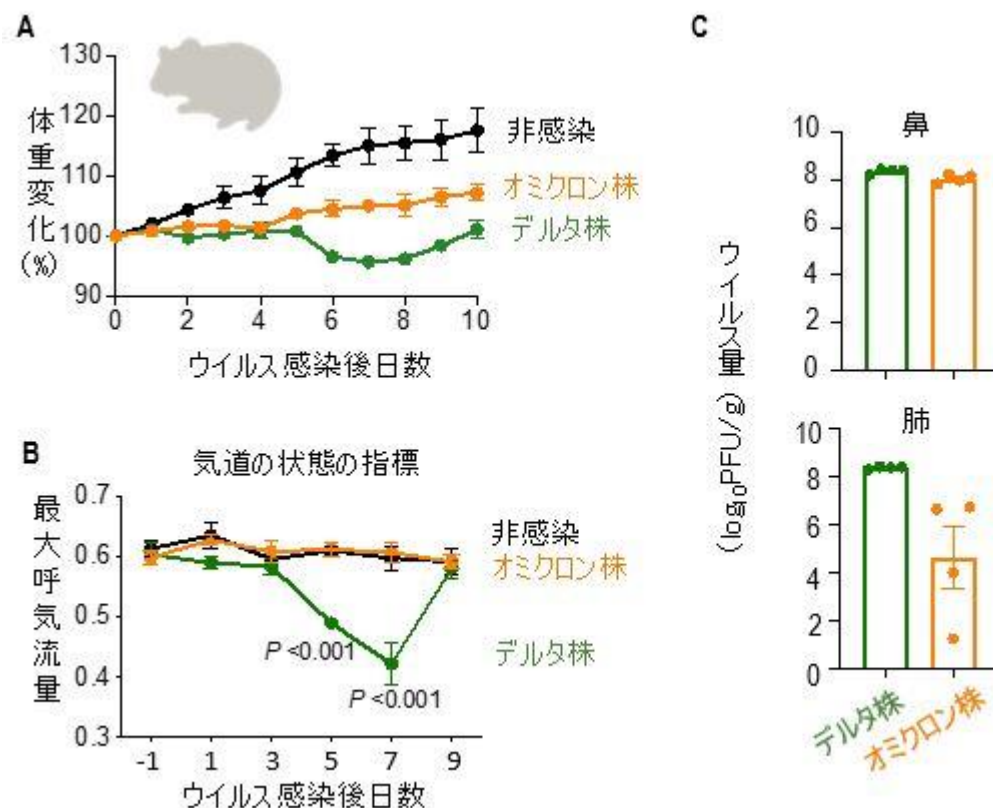 A
130
120
110
100
90
体重変化
(%)
非感染
オミクロン株
デルタ株
0 2 4 6 8 10
ウイルス感染後日数
B
気道の状態の指標
最大呼気流量
0.7
0.6
0.5
0.4
0.3
非感染
オミクロン株
デルタ株
P <0.001
P <0.001
-1 1 3 5 7 9
ウイルス感染後日数
C
ウイルス量 (log₁₀PFU/g)
鼻
10
8
6
4
2
0
肺
10
8
6
4
2
0
デルタ株
オミクロン株